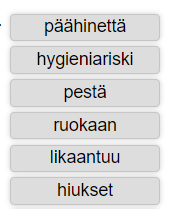 päähinettä
hygieniariski
pestä
ruokaan
likaantuu
hiukset